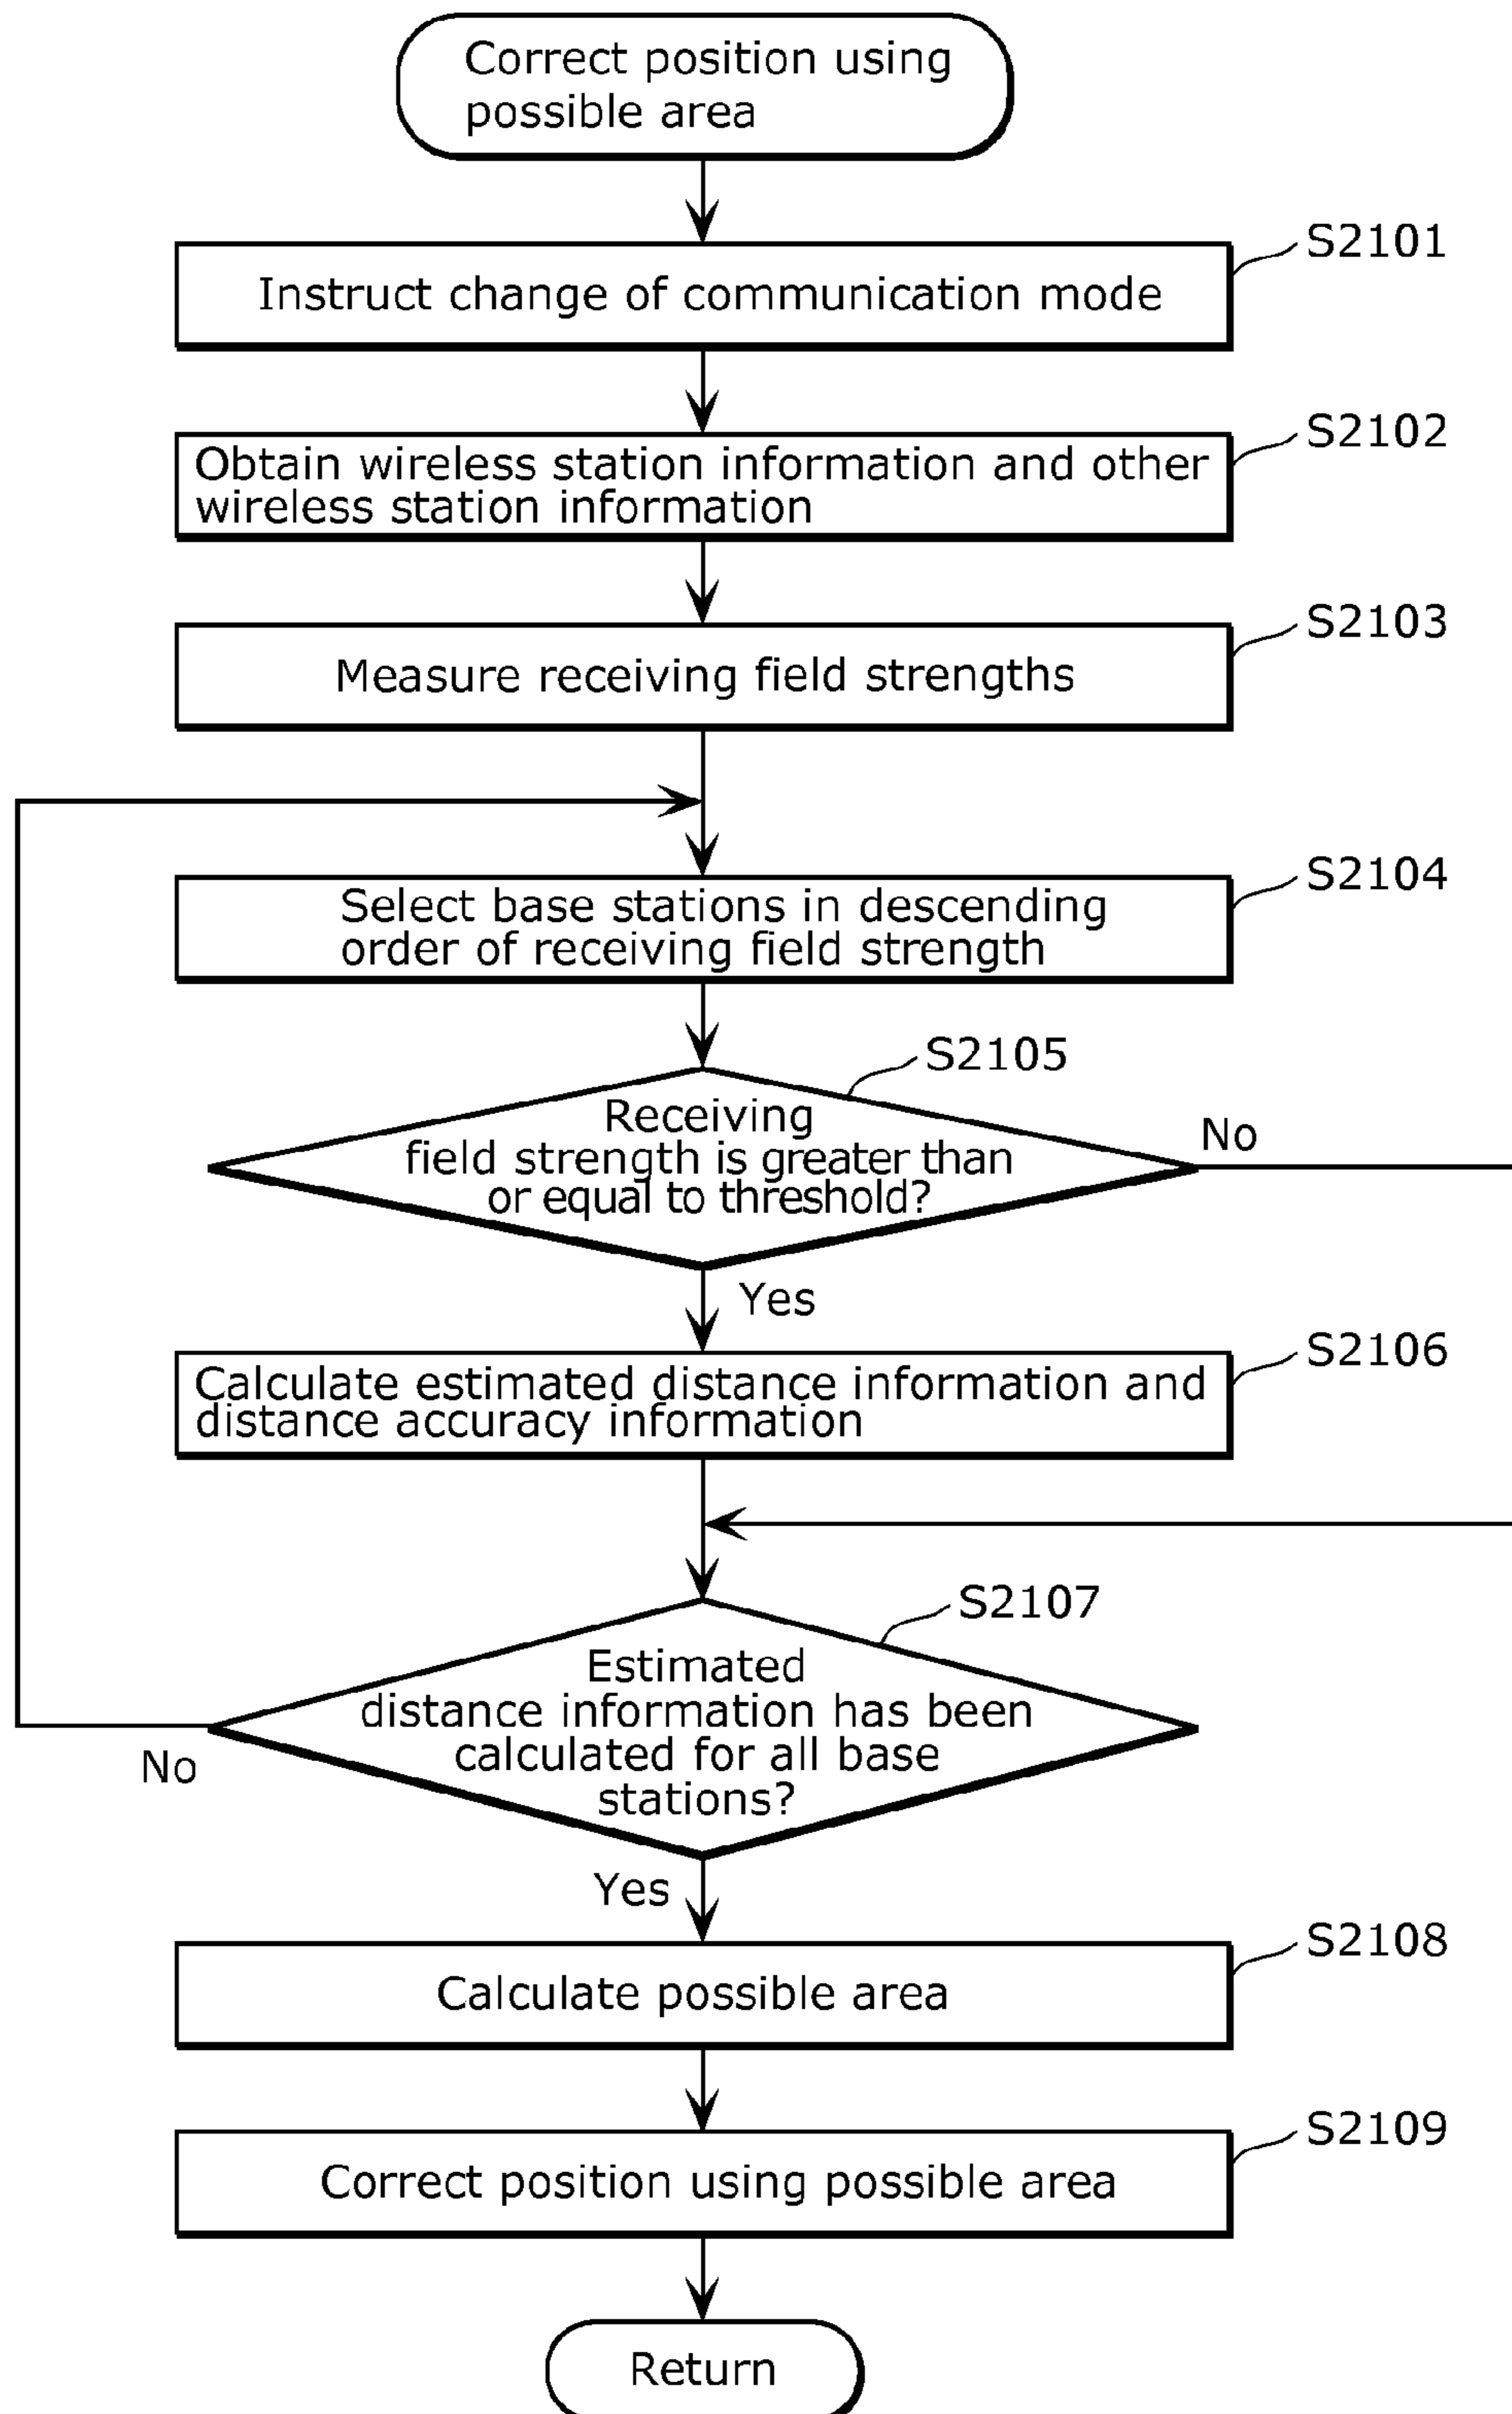 Correct position using
possible area
S2101
Instruct change of communication mode
S2102
Obtain wireless station information and other
wireless station information
S2103
Measure receiving field strengths
S2104
Select base stations in descending
order of receiving field strength
S2105
Receiving
field strength is greater than
or equal to threshold?
No
Yes
S2106
Calculate estimated distance information and
distance accuracy information
S2107
Estimated
distance information has been
calculated for all base
stations?
No
Yes
S2108
Calculate possible area
S2109
Correct position using possible area
Return